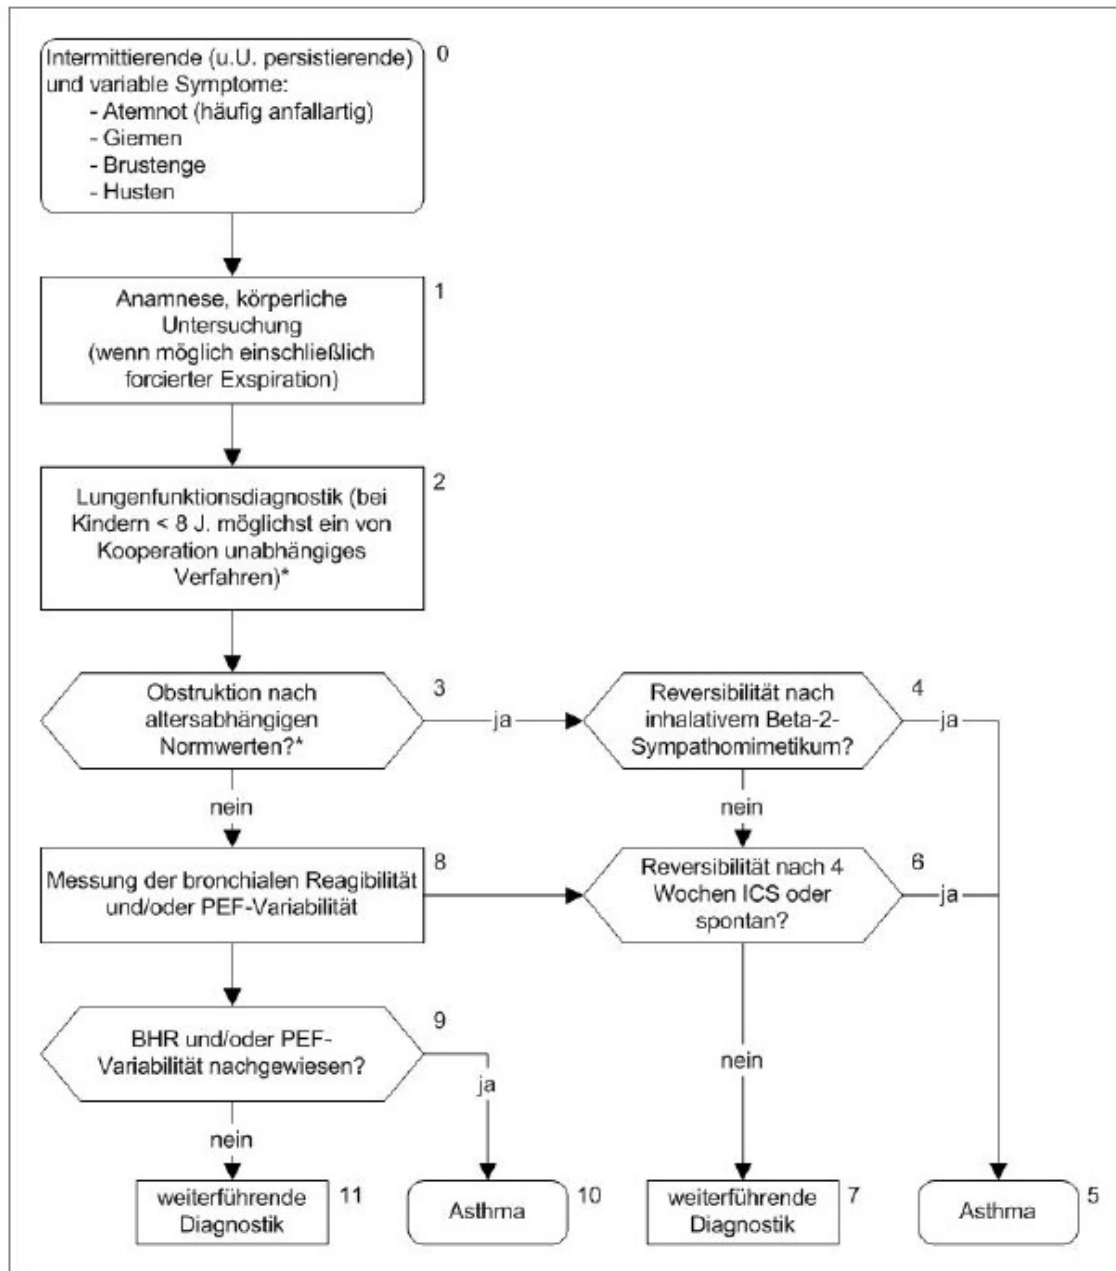 Intermittierende (u.U. persistierende)
und variable Symptome:
- Atemnot (häufig anfallartig)
- Giemen
- Brustenge
- Husten
0
Anamnese, körperliche
Untersuchung
(wenn möglich einschließlich
forcierter Exspiration)
1
Lungenfunktionsdiagnostik (bei
Kindern < 8 J. möglichst ein von
Kooperation unabhängiges
Verfahren)*
2
Obstruktion nach
altersabhängigen
Normwerten?*
3
ja
Reversibilität nach
inhalativem Beta-2-
Sympathomimetikum?
4
ja
nein
nein
Messung der bronchialen Reagibilität
und/oder PEF-Variabilität
8
Reversibilität nach 4
Wochen ICS oder
spontan?
6
ja
BHR und/oder PEF-
Variabilität nachgewiesen?
9
ja
nein
nein
weiterführende
Diagnostik
11
Asthma
10
weiterführende
Diagnostik
7
Asthma
5